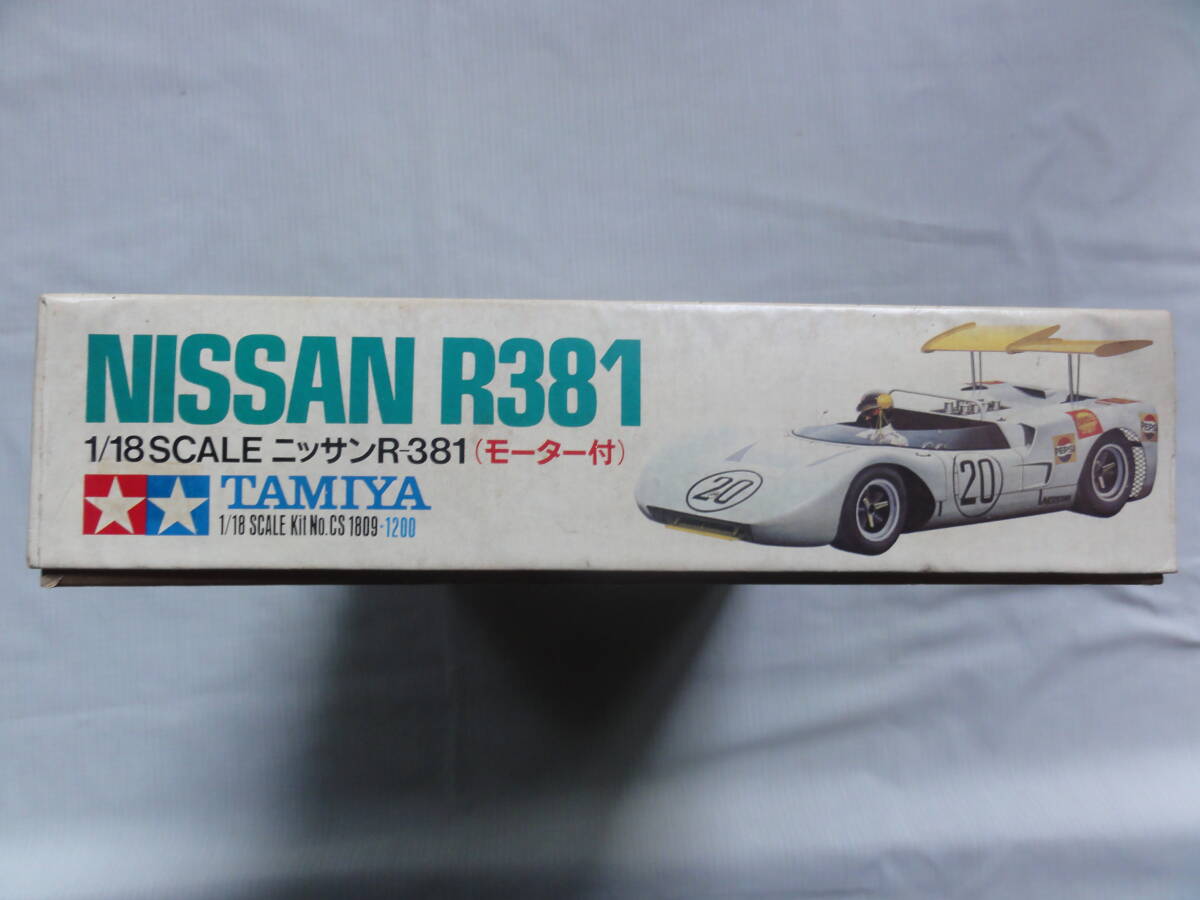 NISSAN R381
1/18 SCALE ニッサンR-381 (モーター付)
TAMIYA
1/18 SCALE Kit No. CS 1809・1200
20
20
PEPSI